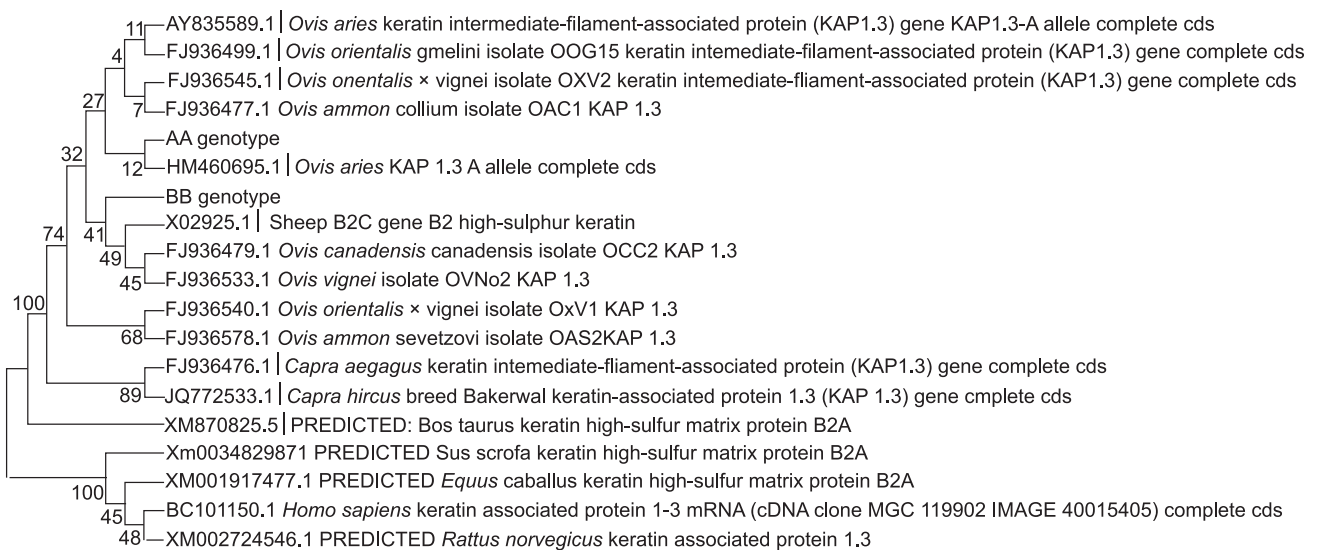 11
AY835589.1 | Ovis aries keratin intermediate-filament-associated protein (KAP1.3) gene KAP1.3-A allele complete cds
4
FJ936499.1 | Ovis orientalis gmelini isolate OOG15 keratin intemediate-filament-associated protein (KAP1.3) gene complete cds
FJ936545.1 | Ovis onentalis × vignei isolate OXV2 keratin intemediate-fliament-associated protein (KAP1.3) gene complete cds
27
7
FJ936477.1 | Ovis ammon collium isolate OAC1 KAP 1.3
AA genotype
32
12
HM460695.1 | Ovis aries KAP 1.3 A allele complete cds
BB genotype
X02925.1 | Sheep B2C gene B2 high-sulphur keratin
74
41
FJ936479.1 Ovis canadensis canadensis isolate OCC2 KAP 1.3
49
45
FJ936533.1 Ovis vignei isolate OVNo2 KAP 1.3
100
FJ936540.1 Ovis orientalis × vignei isolate OxV1 KAP 1.3
68
FJ936578.1 Ovis ammon sevetzovi isolate OAS2KAP 1.3
FJ936476.1 | Capra aegagus keratin intemediate-fliament-associated protein (KAP1.3) gene complete cds
89
JQ772533.1 | Capra hircus breed Bakerwal keratin-associated protein 1.3 (KAP 1.3) gene cmplete cds
XM870825.5 | PREDICTED: Bos taurus keratin high-sulfur matrix protein B2A
Xm0034829871 PREDICTED Sus scrofa keratin high-sulfur matrix protein B2A
XM001917477.1 PREDICTED Equus caballus keratin high-sulfur matrix protein B2A
100
BC101150.1 Homo sapiens keratin associated protein 1-3 mRNA (cDNA clone MGC 119902 IMAGE 40015405) complete cds
45
48
XM002724546.1 PREDICTED Rattus norvegicus keratin associated protein 1.3